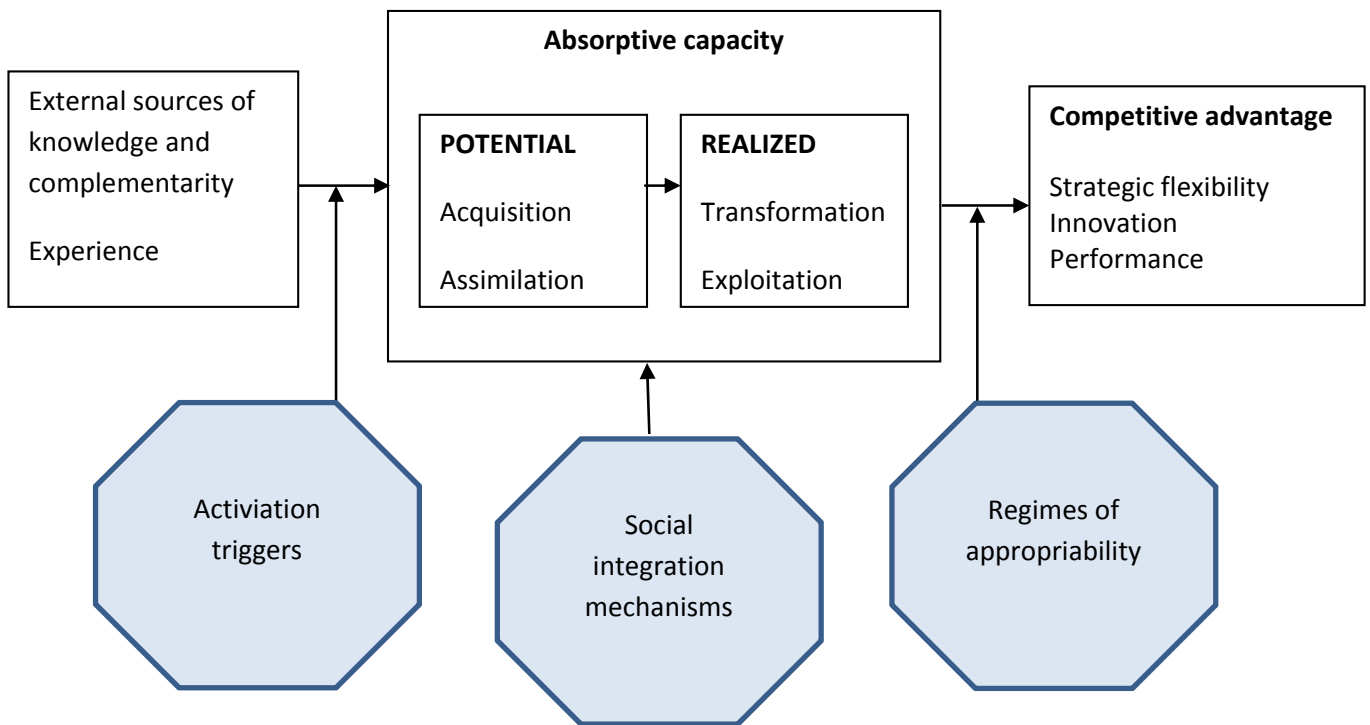 Absorptive capacity
External sources of
knowledge and
complementarity
Experience
POTENTIAL
Acquisition
Assimilation
REALIZED
Transformation
Exploitation
Competitive advantage
Strategic flexibility
Innovation
Performance
Activiation
triggers
Social
integration
mechanisms
Regimes of
appropriability